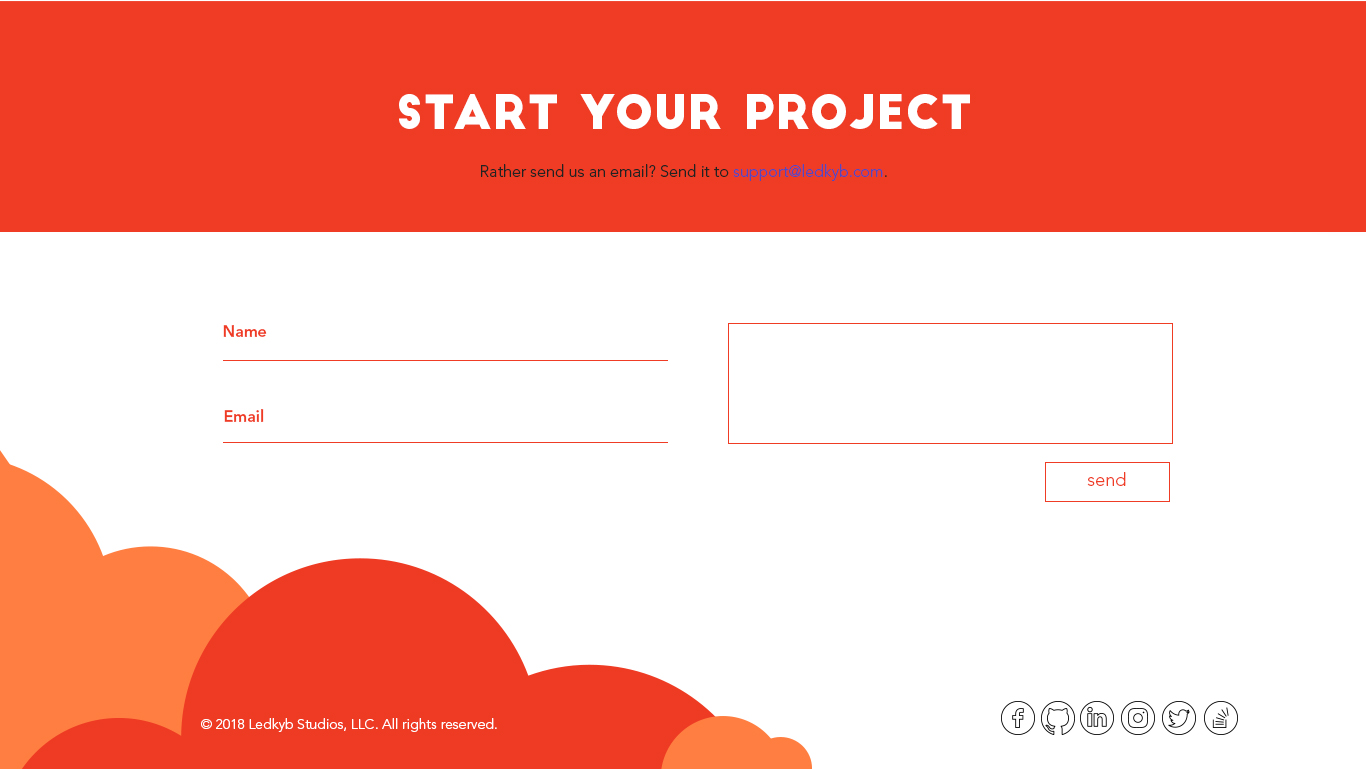 START YOUR PROJECT
Rather send us an email? Send it to support@ledkyb.com.
Name
Email
send
© 2018 Ledkyb Studios, LLC. All rights reserved.